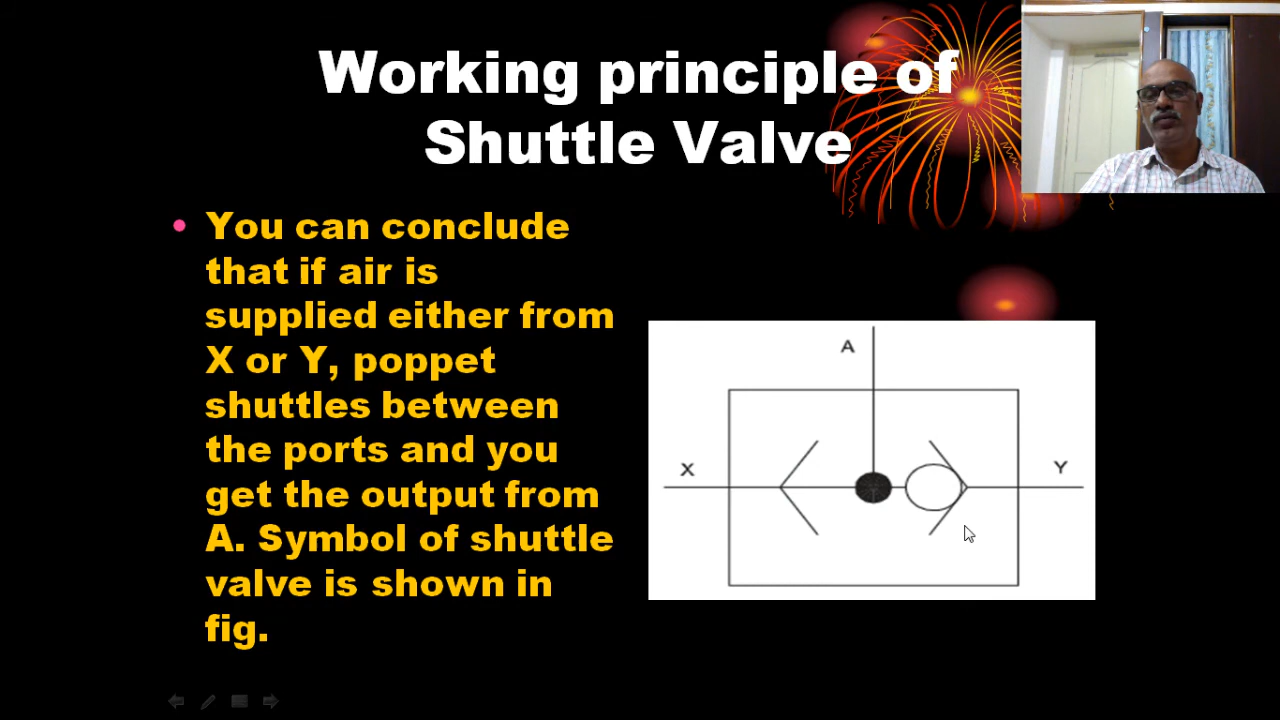 Working principle of
Shuttle Valve
• You can conclude
that if air is
supplied either from
X or Y, poppet
shuttles between
the ports and you
get the output from
A. Symbol of shuttle
valve is shown in
fig.
A
X
Y